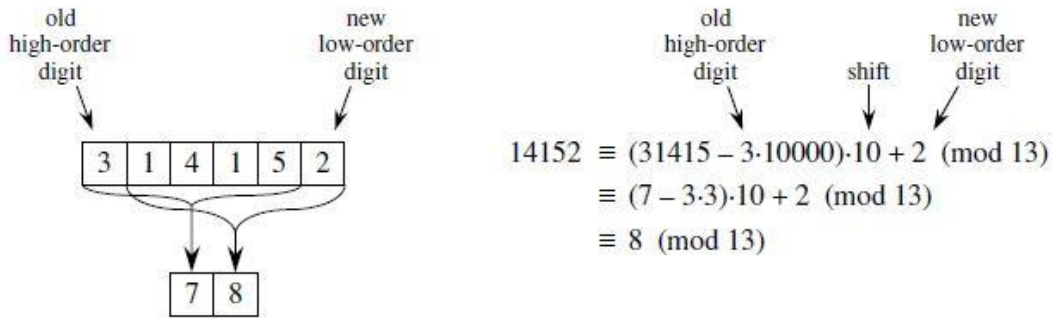 old
high-order
digit
new
low-order
digit
3 1 4 1 5 2
7 8
old
high-order
digit
shift
new
low-order
digit
14152 ≡ (31415 – 3·10000)·10 + 2 (mod 13)
≡ (7 – 3·3)·10 + 2 (mod 13)
≡ 8 (mod 13)